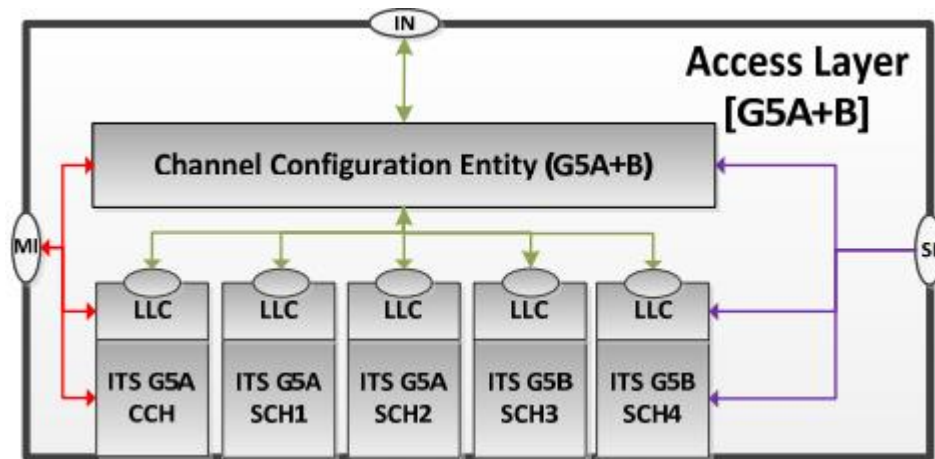 IN
Access Layer
[G5A+B]
Channel Configuration Entity (G5A+B)
MI
SI
LLC
LLC
LLC
LLC
LLC
ITS G5A
CCH
ITS G5A
SCH1
ITS G5A
SCH2
ITS G5B
SCH3
ITS G5B
SCH4